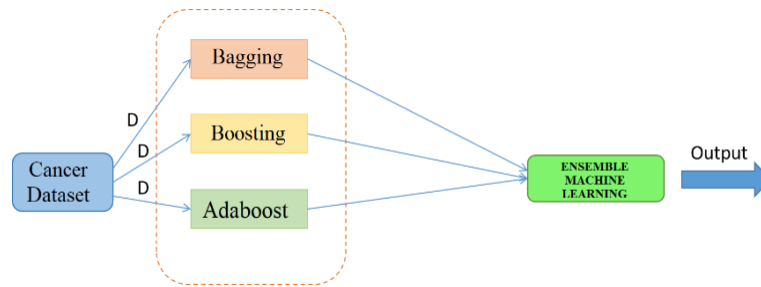 Bagging
D
Boosting
D
Cancer
Dataset
D
Adaboost
ENSEMBLE
MACHINE
LEARNING
Output